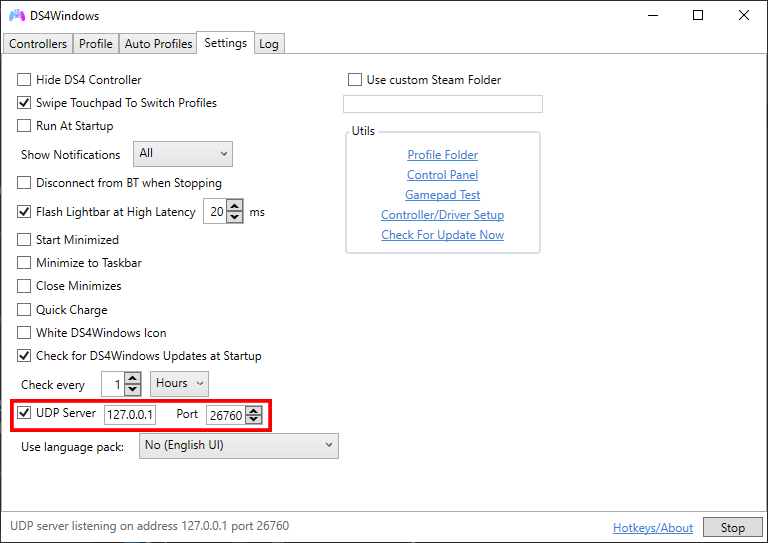 DS4Windows
Controllers Profile Auto Profiles Settings Log
Hide DS4 Controller
Swipe Touchpad To Switch Profiles
Run At Startup
Show Notifications All
Disconnect from BT when Stopping
Flash Lightbar at High Latency 20 ms
Start Minimized
Minimize to Taskbar
Close Minimizes
Quick Charge
White DS4Windows Icon
Check for DS4Windows Updates at Startup
Check every 1 Hours
UDP Server 127.0.0.1 Port 26760
Use language pack: No (English UI)
Use custom Steam Folder
Utils
Profile Folder
Control Panel
Gamepad Test
Controller/Driver Setup
Check For Update Now
UDP server listening on address 127.0.0.1 port 26760
Hotkeys/About Stop